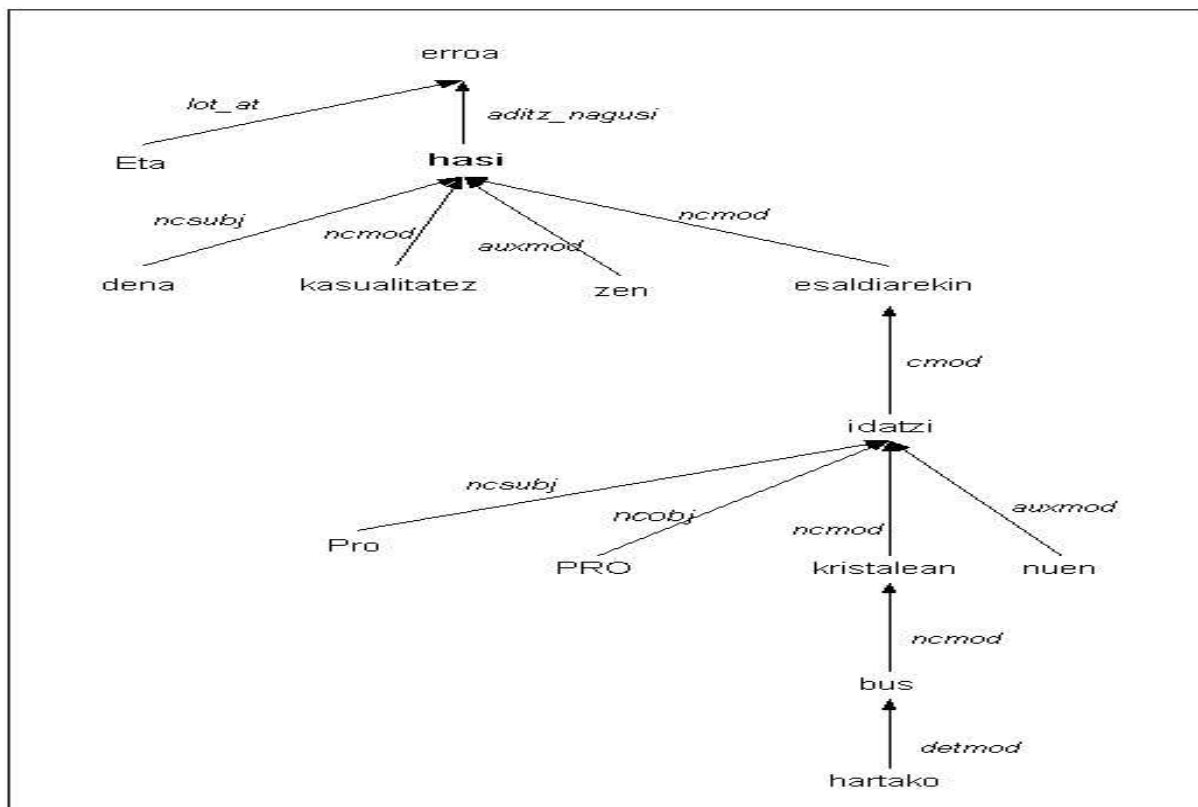 erroa
lot_at
aditz_nagusi
Eta
hasi
ncsubj
ncmod
auxmod
ncmod
dena
kasualitatez
zen
esaldiarekin
cmod
idatzi
ncsubj
ncobj
ncmod
auxmod
Pro
PRO
kristalean
nuen
ncmod
bus
detmod
hartako